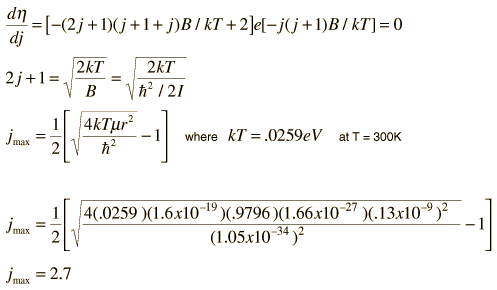 dη/dj = [−(2j + 1)(j + 1 + j)B / kT + 2]e[−j(j + 1)B / kT] = 0
2j + 1 = √(2kT/B) = √(2kT/(ħ² / 2I))
j_max = 1/2[√(4kTμr²/ħ²) − 1] where kT = .0259eV at T = 300K
j_max = 1/2[√(4(.0259)(1.6x10⁻¹⁹)(.9796)(1.66x10⁻²⁷)(.13x10⁻⁹)²/(1.05x10⁻³⁴)²) − 1]
j_max = 2.7